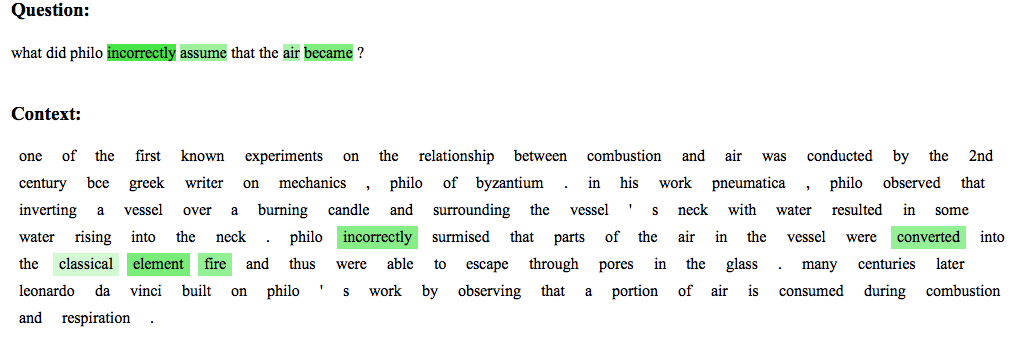 Question:
what did philo incorrectly assume that the air became ?
Context:
one of the first known experiments on the relationship between combustion and air was conducted by the 2nd
century bce greek writer on mechanics , philo of byzantium . in his work pneumatica , philo observed that
inverting a vessel over a burning candle and surrounding the vessel ' s neck with water resulted in some
water rising into the neck . philo incorrectly surmised that parts of the air in the vessel were converted into
the classical element fire and thus were able to escape through pores in the glass . many centuries later
leonardo da vinci built on philo ' s work by observing that a portion of air is consumed during combustion
and respiration .